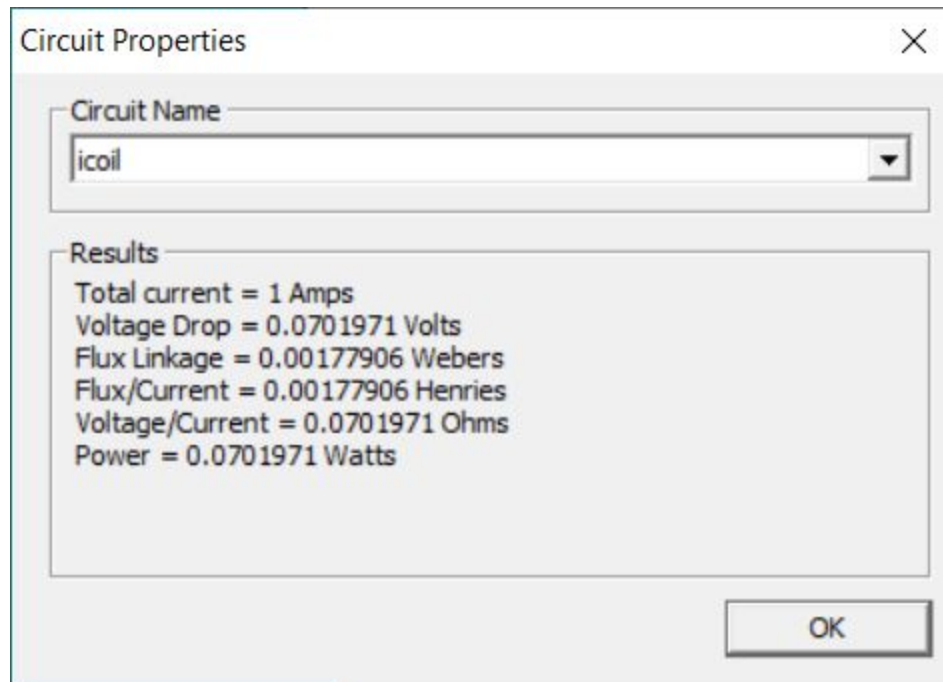 Circuit Properties
Circuit Name
icoil
Results
Total current = 1 Amps
Voltage Drop = 0.0701971 Volts
Flux Linkage = 0.00177906 Webers
Flux/Current = 0.00177906 Henries
Voltage/Current = 0.0701971 Ohms
Power = 0.0701971 Watts
OK